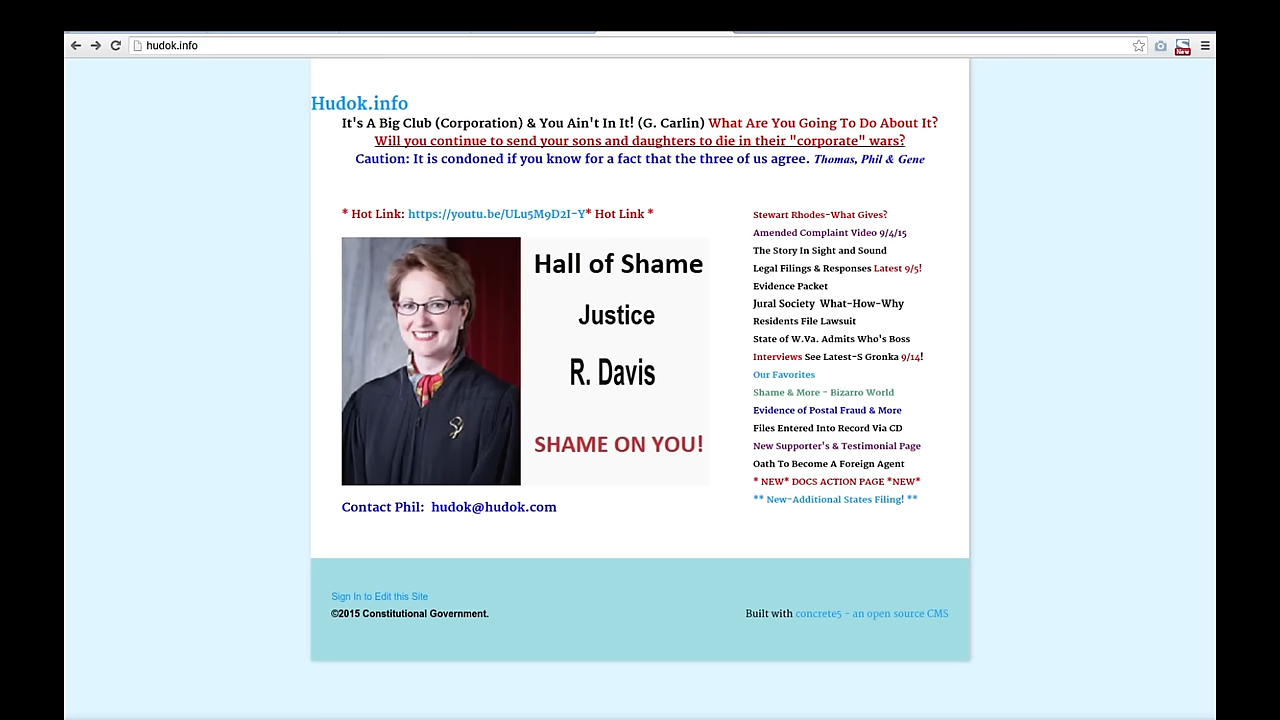 hudok.info
New
Hudok.info
It's A Big Club (Corporation) & You Ain't In It! (G. Carlin) What Are You Going To Do About It?
Will you continue to send your sons and daughters to die in their "corporate" wars?
Caution: It is condoned if you know for a fact that the three of us agree. Thomas, Phil & Gene
* Hot Link: https://youtu.be/ULu5M9D2I-Y* Hot Link *
Hall of Shame
Justice
R. Davis
SHAME ON YOU!
Contact Phil:  hudok@hudok.com
Stewart Rhodes-What Gives?
Amended Complaint Video 9/4/15
The Story In Sight and Sound
Legal Filings & Responses Latest 9/5!
Evidence Packet
Jural Society  What-How-Why
Residents File Lawsuit
State of W.Va. Admits Who's Boss
Interviews See Latest-S Gronka 9/14!
Our Favorites
Shame & More - Bizarro World
Evidence of Postal Fraud & More
Files Entered Into Record Via CD
New Supporter's & Testimonial Page
Oath To Become A Foreign Agent
* NEW* DOCS ACTION PAGE *NEW*
** New-Additional States Filing! **
Sign In to Edit this Site
©2015 Constitutional Government.
Built with concrete5 - an open source CMS